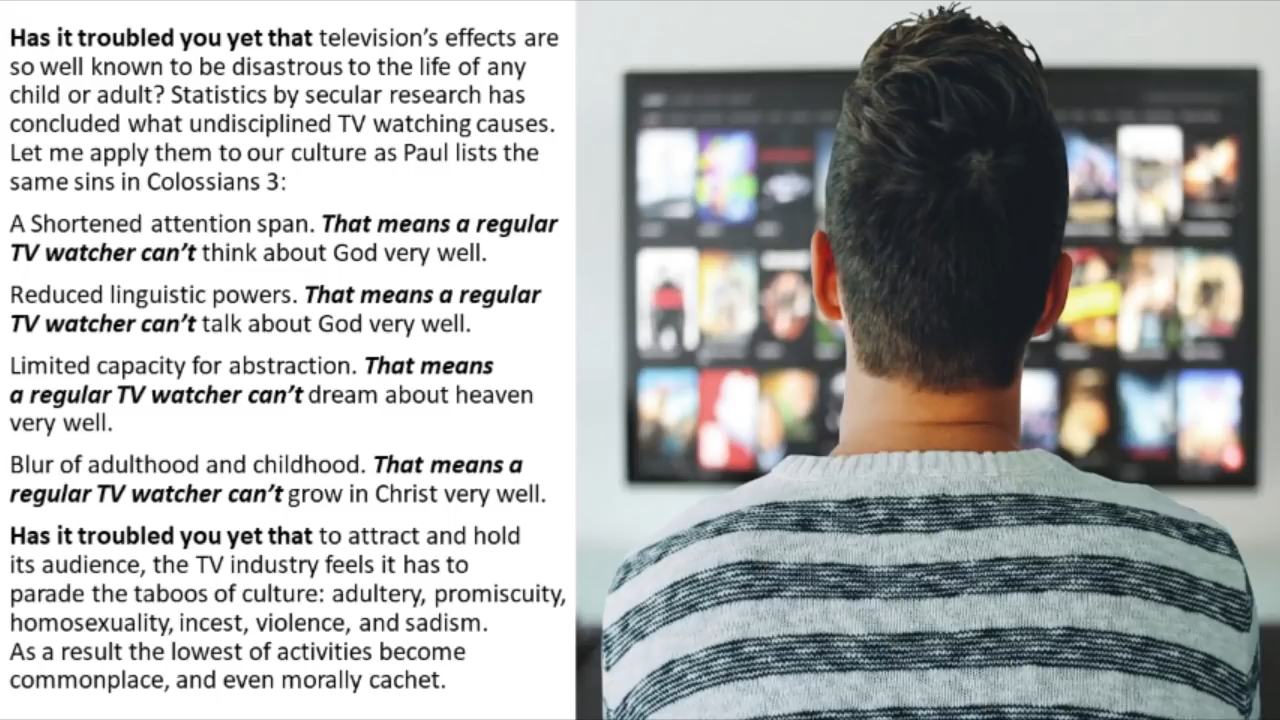 Has it troubled you yet that television's effects are
so well known to be disastrous to the life of any
child or adult? Statistics by secular research has
concluded what undisciplined TV watching causes.
Let me apply them to our culture as Paul lists the
same sins in Colossians 3:
A Shortened attention span. That means a regular
TV watcher can't think about God very well.
Reduced linguistic powers. That means a regular
TV watcher can't talk about God very well.
Limited capacity for abstraction. That means
a regular TV watcher can't dream about heaven
very well.
Blur of adulthood and childhood. That means a
regular TV watcher can't grow in Christ very well.
Has it troubled you yet that to attract and hold
its audience, the TV industry feels it has to
parade the taboos of culture: adultery, promiscuity,
homosexuality, incest, violence, and sadism.
As a result the lowest of activities become
commonplace, and even morally cachet.